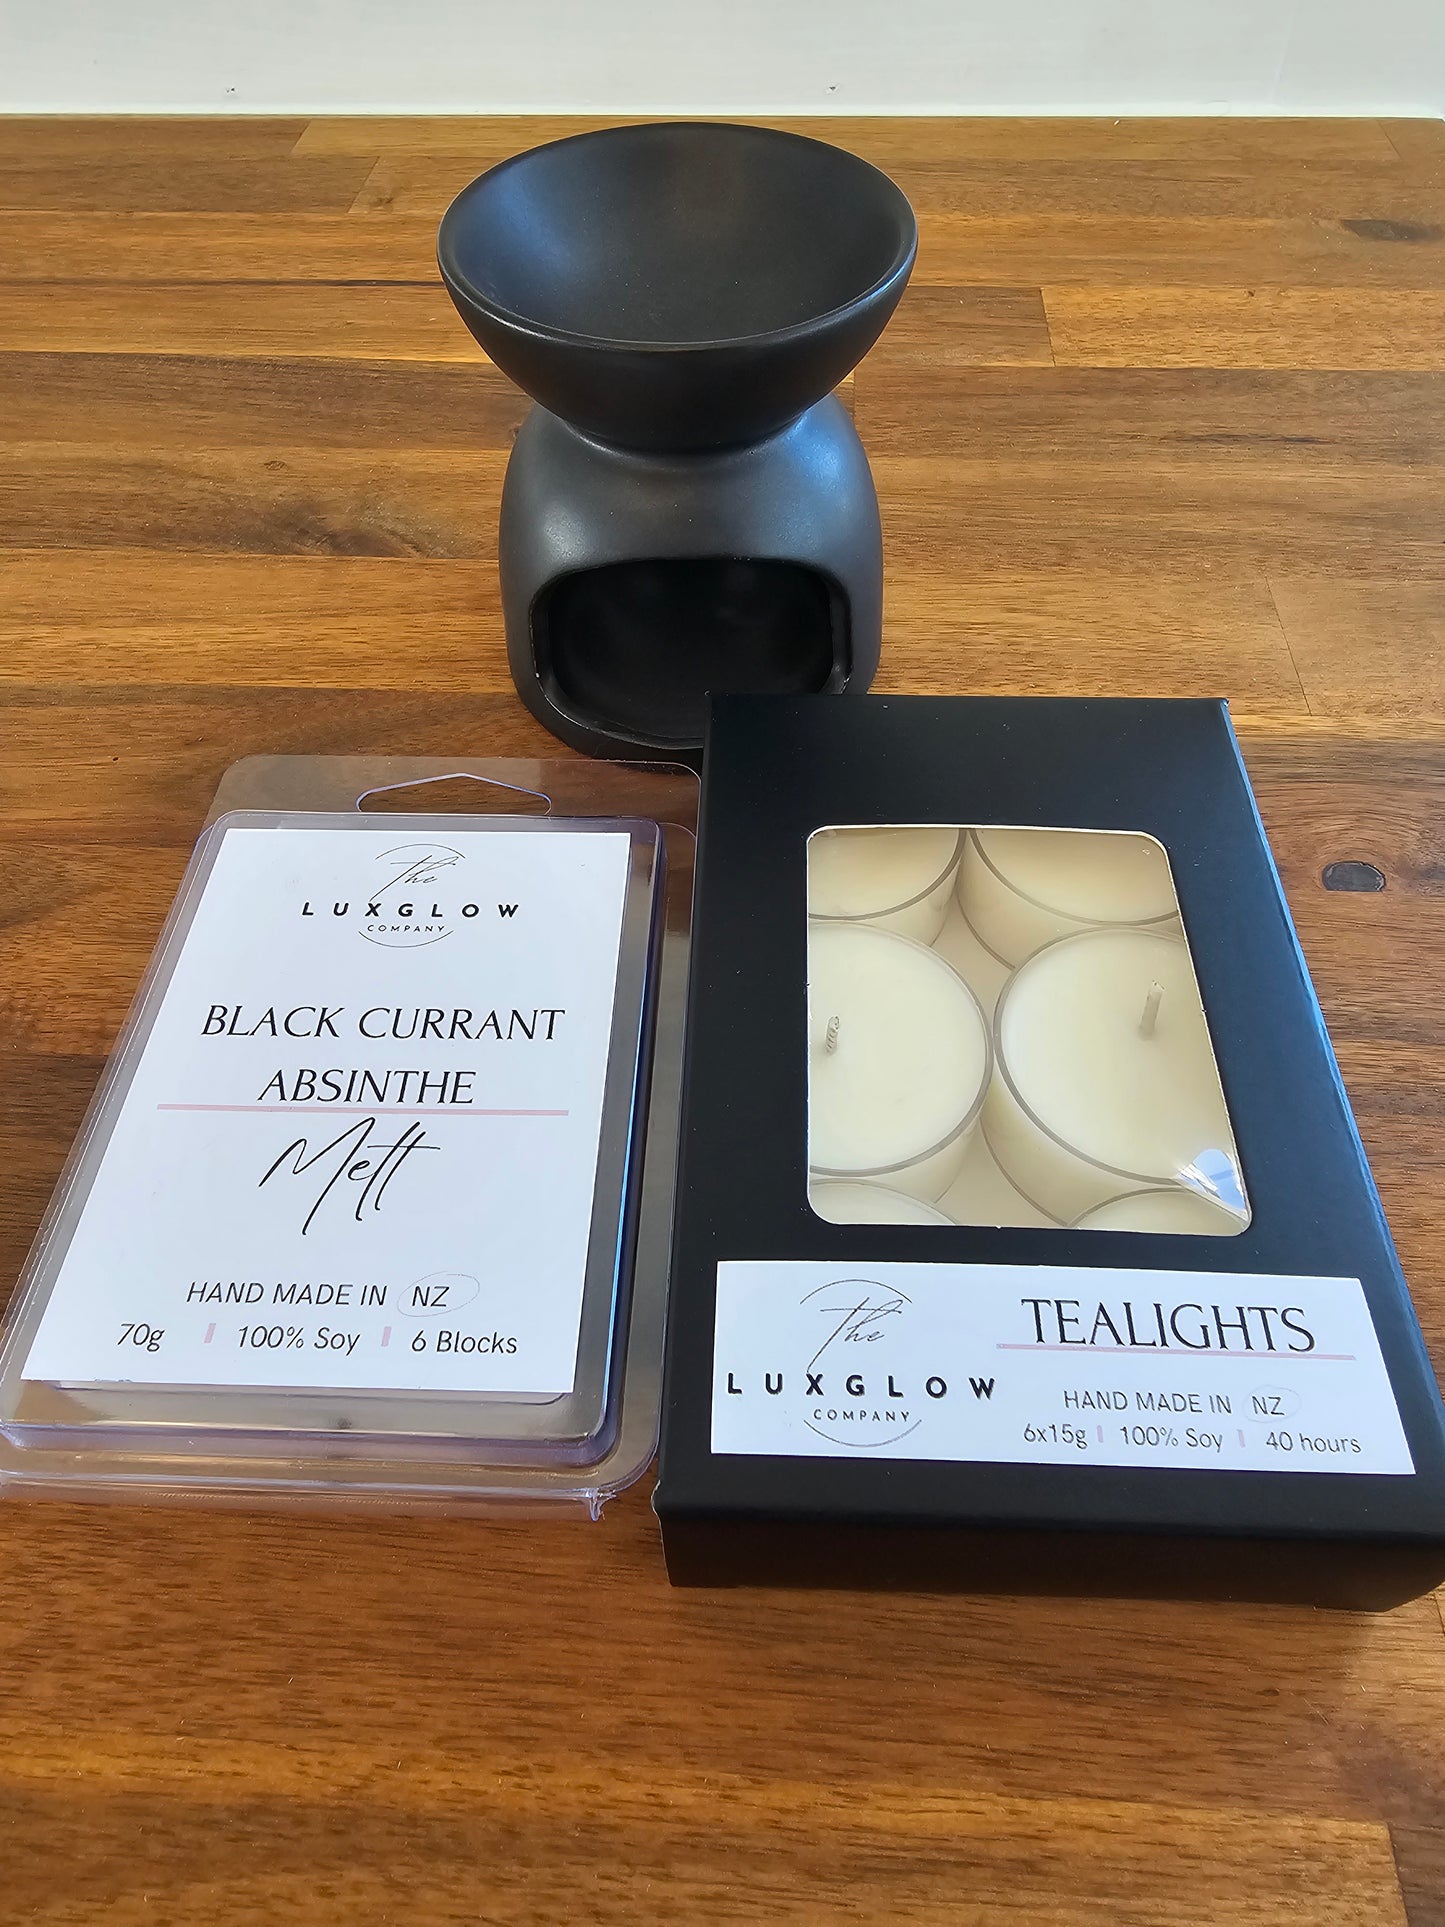 The
LUXGLOW
COMPANY
BLACK CURRANT
ABSINTHE
Melt
HAND MADE IN NZ
70g | 100% Soy | 6 Blocks
The
LUXGLOW
COMPANY
TEALIGHTS
HAND MADE IN NZ
6x15g | 100% Soy | 40 hours